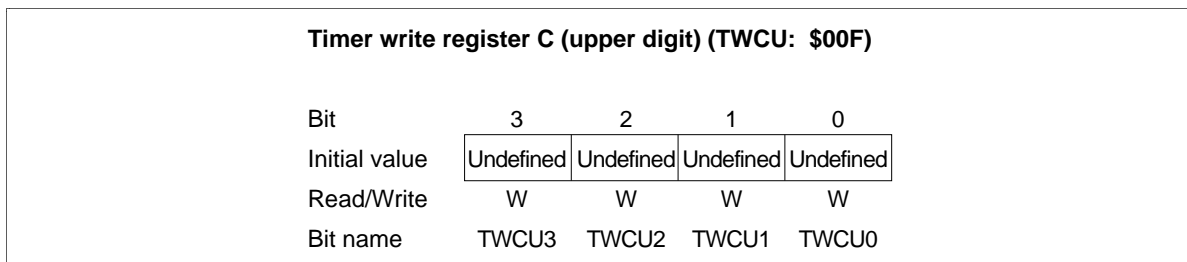 Timer write register C (upper digit) (TWCU: $00F)
Bit 3 2 1 0
Initial value Undefined Undefined Undefined Undefined
Read/Write W W W W
Bit name TWCU3 TWCU2 TWCU1 TWCU0